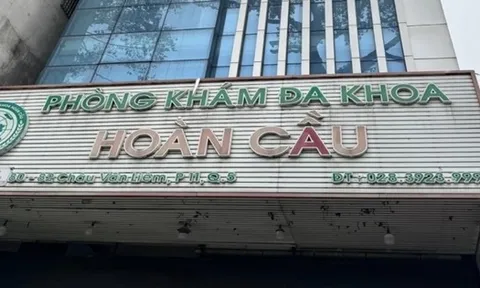 PHÒNG KHÁM ĐA KHOA
HOÀN CẦU
Châu Văn Liêm, P 11, Q.5 ĐT : 028.3923.999